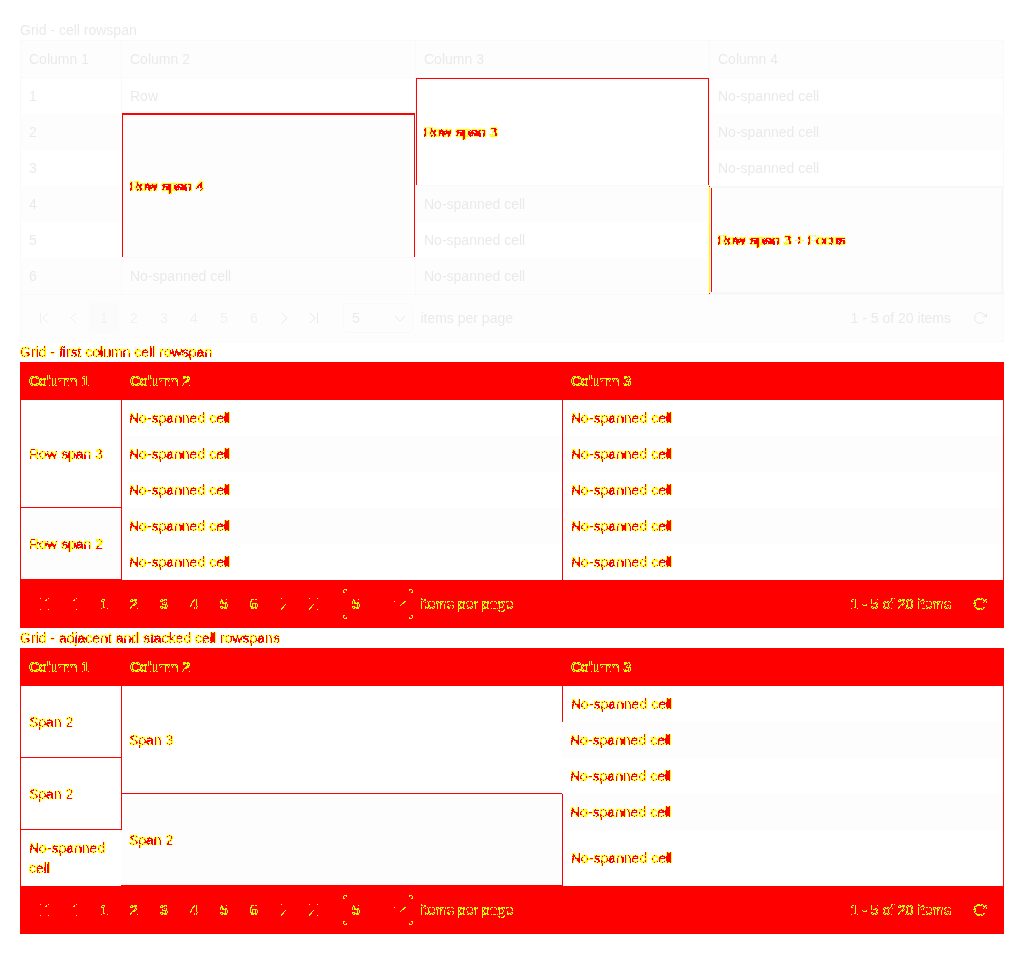 Grid - cell rowspan
Column 1 Column 2 Column 3 Column 4
1 Row Row span 3 No-spanned cell
2 Row span 4 No-spanned cell
3 No-spanned cell
4 No-spanned cell Row span 3 + Focus
5 No-spanned cell
6 No-spanned cell No-spanned cell
1 2 3 4 5 6 5 items per page 1 - 5 of 20 items
Grid - first column cell rowspan
Column 1 Column 2 Column 3
Row span 3 No-spanned cell No-spanned cell
No-spanned cell No-spanned cell
No-spanned cell No-spanned cell
Row span 2 No-spanned cell No-spanned cell
No-spanned cell No-spanned cell
1 2 3 4 5 6 5 items per page 1 - 5 of 20 items
Grid - adjacent and stacked cell rowspans
Column 1 Column 2 Column 3
Span 2 Span 3 No-spanned cell
No-spanned cell
Span 2 No-spanned cell
Span 2 No-spanned cell
No-spanned cell No-spanned cell
1 2 3 4 5 6 5 items per page 1 - 5 of 20 items